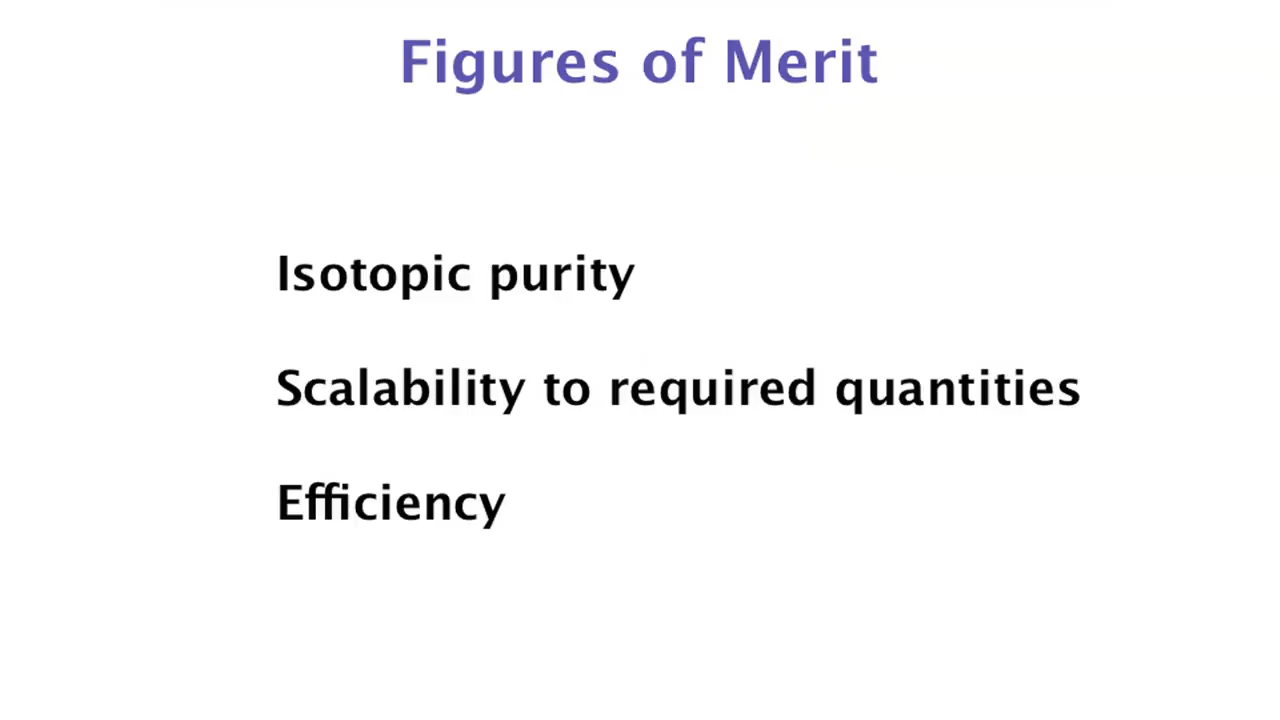 Figures of Merit
Isotopic purity
Scalability to required quantities
Efficiency